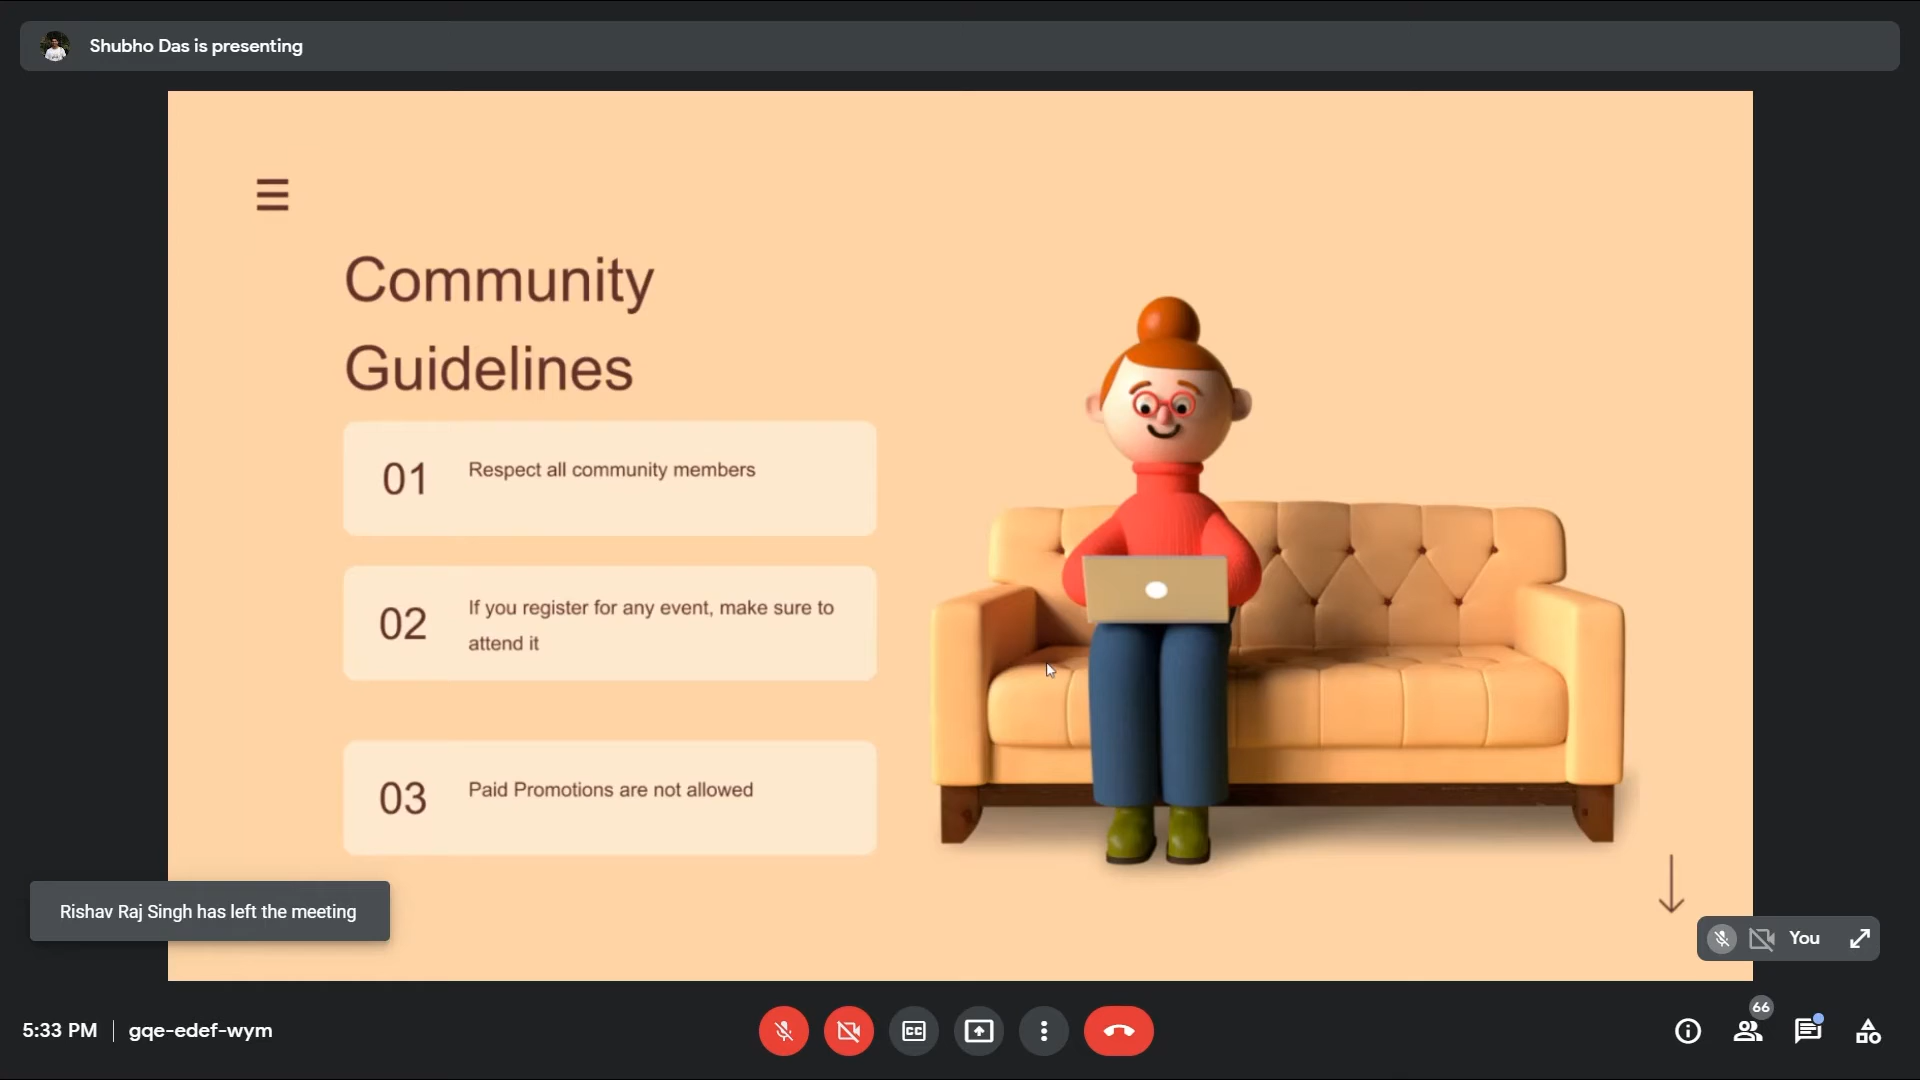 Shubho Das is presenting
Community
Guidelines
01
Respect all community members
02
If you register for any event, make sure to
attend it
03
Paid Promotions are not allowed
Rishav Raj Singh has left the meeting
You
5:33 PM | gqe-edef-wym
CC
66